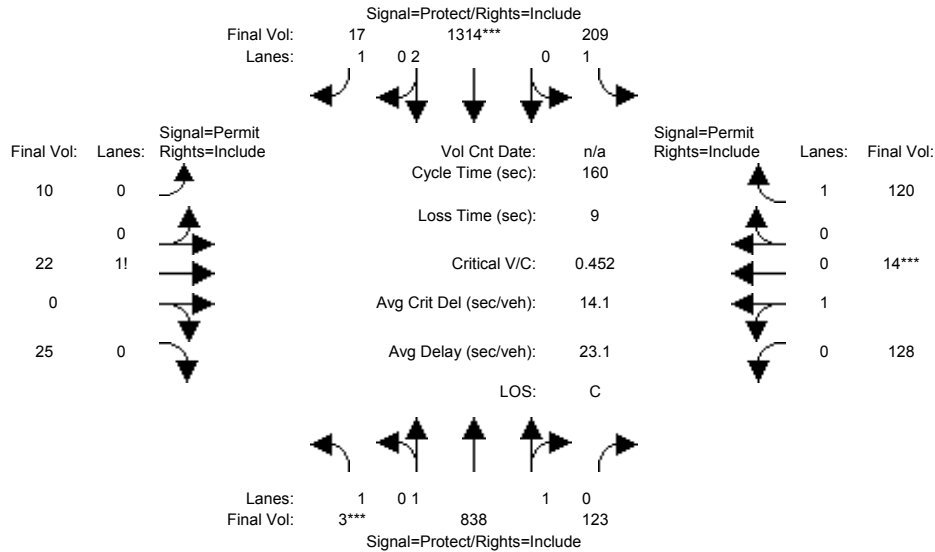 Signal=Protect/Rights=Include
Final Vol: 17 1314*** 209
Lanes: 1 0 2 0 1
Signal=Permit Signal=Permit
Final Vol: Lanes: Rights=Include Vol Cnt Date: n/a Rights=Include Lanes: Final Vol:
Cycle Time (sec): 160
10 0 1 120
Loss Time (sec): 9
0 0
22 1! Critical V/C: 0.452 0 14***
0 Avg Crit Del (sec/veh): 14.1 1
25 0 Avg Delay (sec/veh): 23.1 0 128
LOS: C
Lanes: 1 0 1 1 0
Final Vol: 3*** 838 123
Signal=Protect/Rights=Include